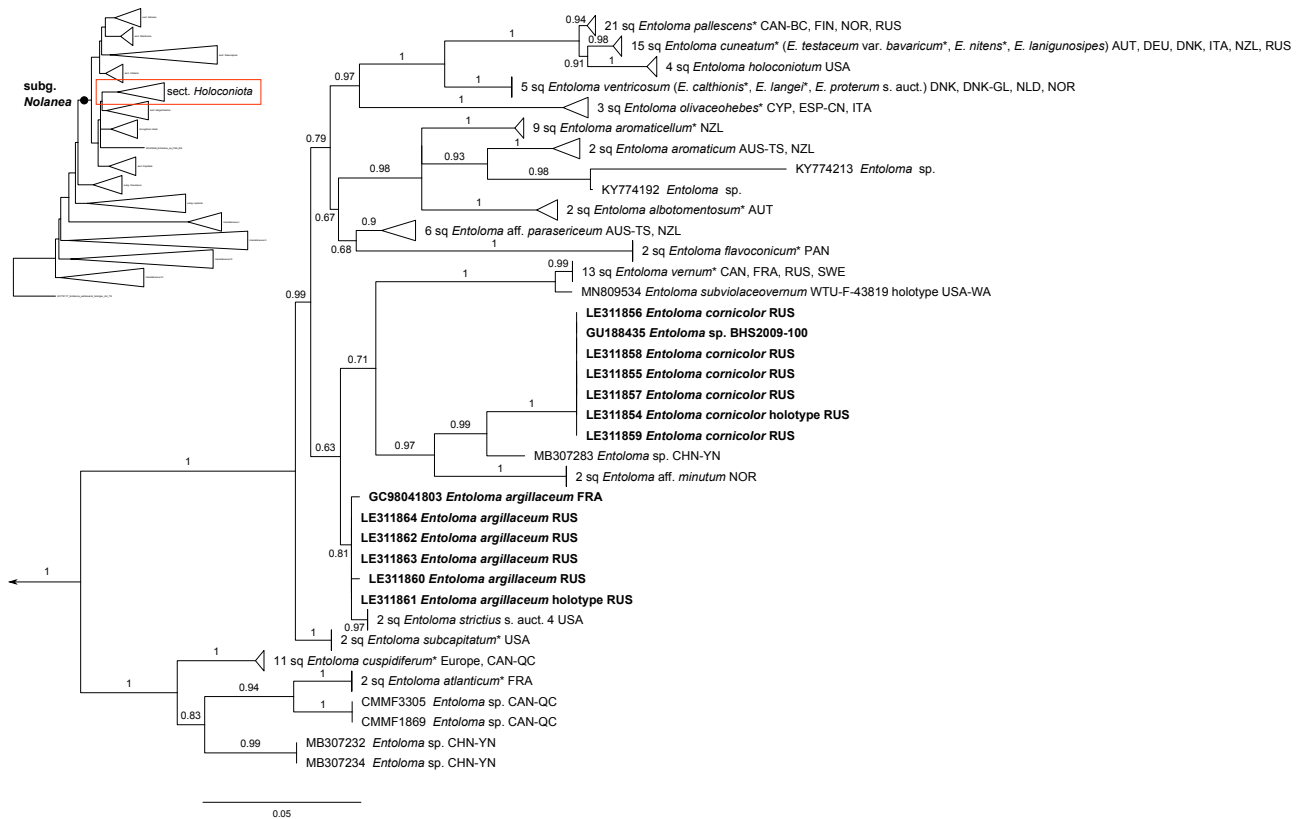 subg.
Nolanea
sect. Holoconiota
0.94
21 sq Entoloma pallescens* CAN-BC, FIN, NOR, RUS
1
0.98
15 sq Entoloma cuneatum* (E. testaceum var. bavaricum*, E. nitens*, E. lanigunosipes) AUT, DEU, DNK, ITA, NZL, RUS
0.91
1
4 sq Entoloma holoconiotum USA
0.97
1
5 sq Entoloma ventricosum (E. calthionis*, E. langei*, E. proterum s. auct.) DNK, DNK-GL, NLD, NOR
3 sq Entoloma olivaceohebes* CYP, ESP-CN, ITA
0.79
9 sq Entoloma aromaticellum* NZL
1
2 sq Entoloma aromaticum AUS-TS, NZL
0.93
0.98
0.98
KY774213 Entoloma sp.
KY774192 Entoloma sp.
1
2 sq Entoloma albotomentosum* AUT
0.67
0.9
6 sq Entoloma aff. parasericeum AUS-TS, NZL
0.68
1
2 sq Entoloma flavoconicum* PAN
0.99
13 sq Entoloma vernum* CAN, FRA, RUS, SWE
1
MN809534 Entoloma subviolaceovernum WTU-F-43819 holotype USA-WA
0.99
LE311856 Entoloma cornicolor RUS
GU188435 Entoloma sp. BHS2009-100
LE311858 Entoloma cornicolor RUS
0.71
LE311855 Entoloma cornicolor RUS
LE311857 Entoloma cornicolor RUS
1
LE311854 Entoloma cornicolor holotype RUS
0.99
LE311859 Entoloma cornicolor RUS
0.63
0.97
MB307283 Entoloma sp. CHN-YN
1
2 sq Entoloma aff. minutum NOR
1
GC98041803 Entoloma argillaceum FRA
LE311864 Entoloma argillaceum RUS
LE311862 Entoloma argillaceum RUS
0.81
LE311863 Entoloma argillaceum RUS
1
LE311860 Entoloma argillaceum RUS
LE311861 Entoloma argillaceum holotype RUS
0.97
2 sq Entoloma strictius s. auct. 4 USA
1
2 sq Entoloma subcapitatum* USA
1
11 sq Entoloma cuspidiferum* Europe, CAN-QC
1
1
2 sq Entoloma atlanticum* FRA
0.94
1
CMMF3305 Entoloma sp. CAN-QC
0.83
CMMF1869 Entoloma sp. CAN-QC
0.99
MB307232 Entoloma sp. CHN-YN
MB307234 Entoloma sp. CHN-YN
0.05